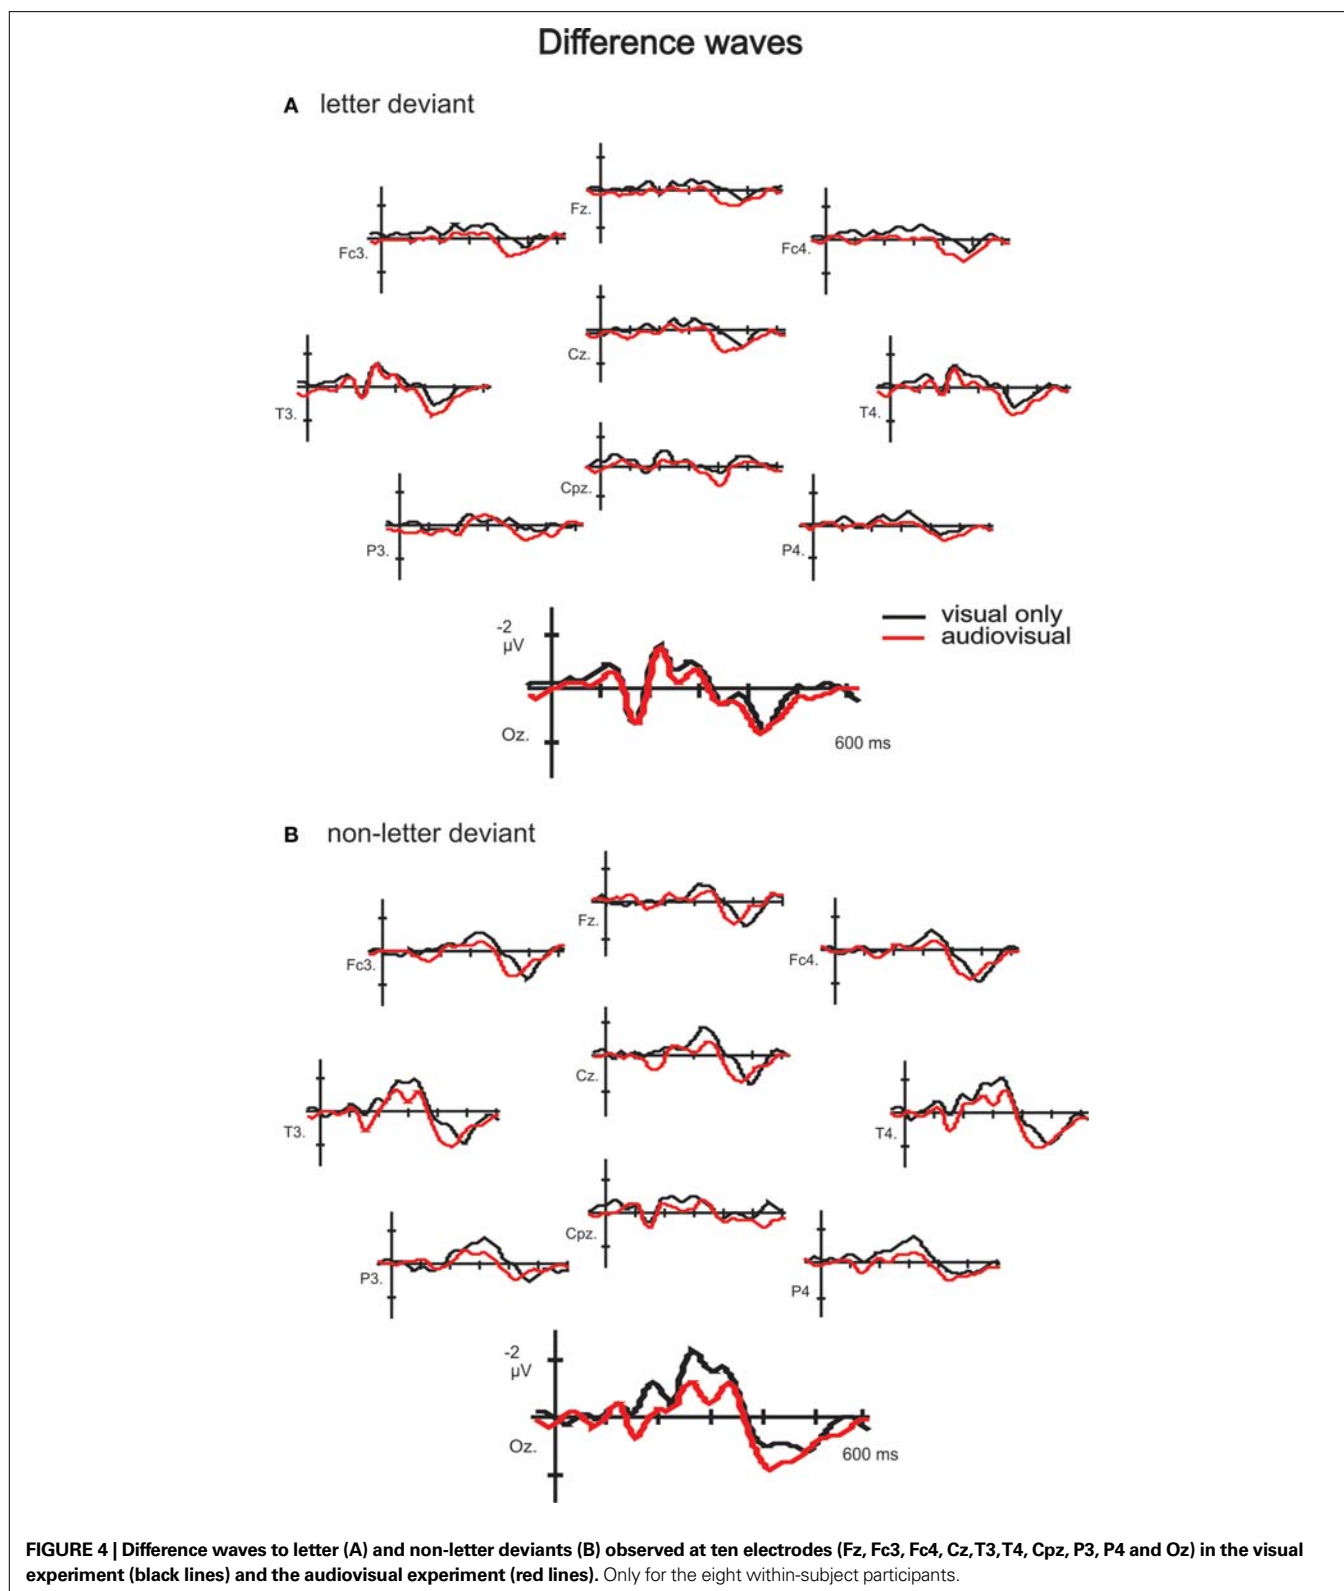 Difference waves
A letter deviant
Fz.
Fc3.
Fc4.
Cz.
T3.
T4.
Cpz.
P3.
P4.
visual only
audiovisual
-2
µV
Oz.
600 ms
B non-letter deviant
Fz.
Fc3.
Fc4.
Cz.
T3.
T4.
Cpz.
P3.
P4
-2
µV
Oz.
600 ms
FIGURE 4 | Difference waves to letter (A) and non-letter deviants (B) observed at ten electrodes (Fz, Fc3, Fc4, Cz, T3, T4, Cpz, P3, P4 and Oz) in the visual
experiment (black lines) and the audiovisual experiment (red lines). Only for the eight within-subject participants.